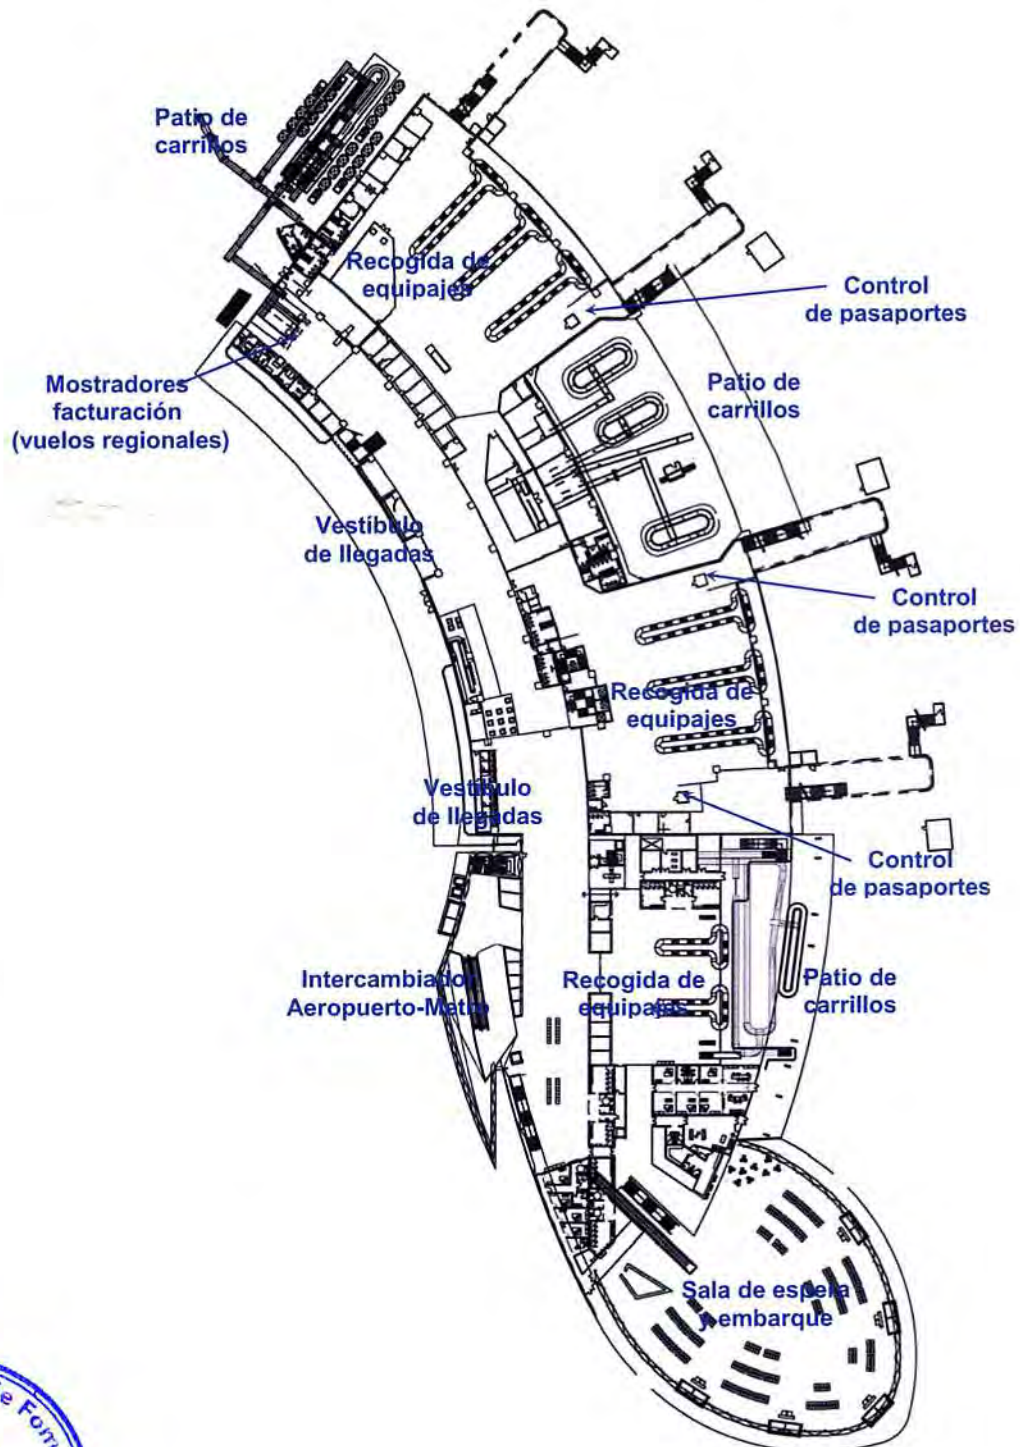 Patio de
carrillos
Recogida de
equipajes
Control
de pasaportes
Mostradores
facturación
(vuelos regionales)
Patio de
carrillos
Vestíbulo
de llegadas
Control
de pasaportes
Recogida de
equipajes
Vestíbulo
de llegadas
Control
de pasaportes
Intercambiador
Aeropuerto-Metro
Recogida de
equipajes
Patio de
carrillos
Sala de espera
y embarque